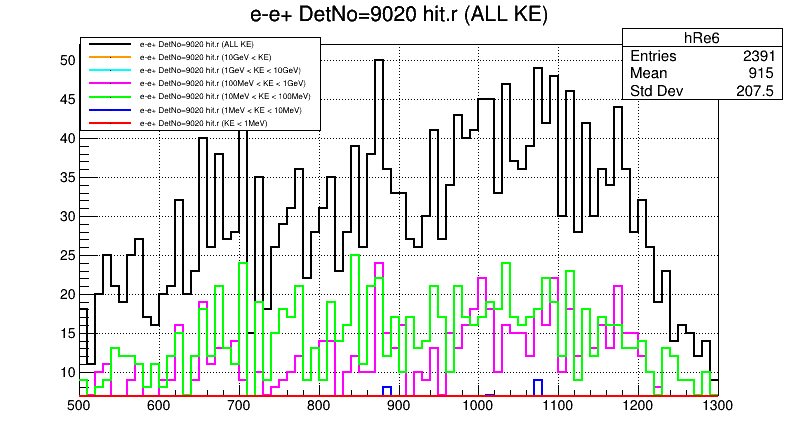 e-e+ DetNo=9020 hit.r (ALL KE)
hRe6
Entries 2391
Mean 915
Std Dev 207.5
e-e+ DetNo=9020 hit.r (ALL KE)
e-e+ DetNo=9020 hit.r (10GeV < KE)
e-e+ DetNo=9020 hit.r (1GeV < KE < 10GeV)
e-e+ DetNo=9020 hit.r (100MeV < KE < 1GeV)
e-e+ DetNo=9020 hit.r (10MeV < KE < 100MeV)
e-e+ DetNo=9020 hit.r (1MeV < KE < 10MeV)
e-e+ DetNo=9020 hit.r (KE < 1MeV)
50
45
40
35
30
25
20
15
10
500 600 700 800 900 1000 1100 1200 1300